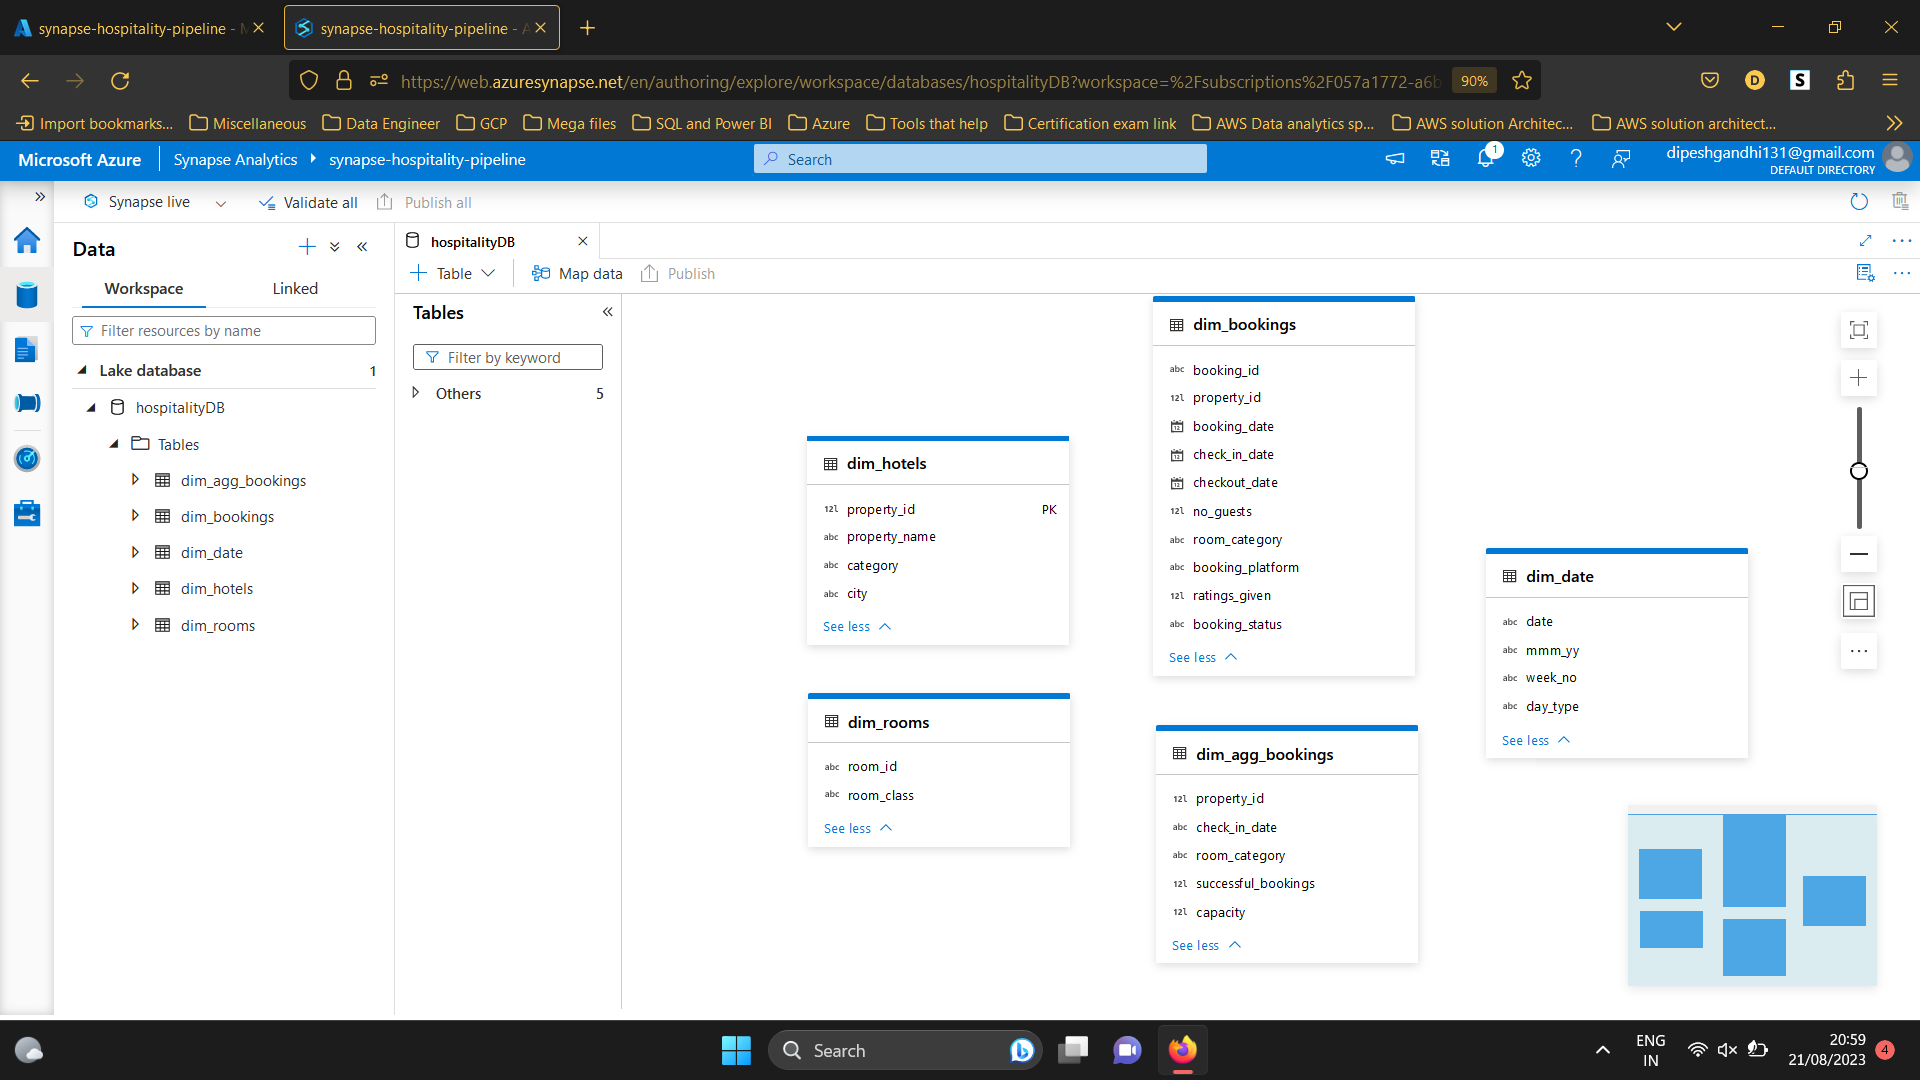 synapse-hospitality-pipeline - M
synapse-hospitality-pipeline - A
https://web.azuresynapse.net/en/authoring/explore/workspace/databases/hospitalityDB?workspace=%2Fsubscriptions%2F057a1772-a6b
90%
D
S
Import bookmarks...
Miscellaneous
Data Engineer
GCP
Mega files
SQL and Power BI
Azure
Tools that help
Certification exam link
AWS Data analytics sp...
AWS solution Architec...
AWS solution architect...
Microsoft Azure
Synapse Analytics
synapse-hospitality-pipeline
Search
1
dipeshgandhi131@gmail.com
DEFAULT DIRECTORY
Synapse live
Validate all
Publish all
Data
Workspace
Linked
Filter resources by name
Lake database
1
hospitalityDB
Tables
dim_agg_bookings
dim_bookings
dim_date
dim_hotels
dim_rooms
hospitalityDB
Table
Map data
Publish
Tables
Filter by keyword
Others
5
dim_hotels
12l property_id PK
abc property_name
abc category
abc city
See less
dim_rooms
abc room_id
abc room_class
See less
dim_bookings
abc booking_id
12l property_id
booking_date
check_in_date
checkout_date
12l no_guests
abc room_category
abc booking_platform
12l ratings_given
abc booking_status
See less
dim_agg_bookings
12l property_id
abc check_in_date
abc room_category
12l successful_bookings
12l capacity
See less
dim_date
abc date
abc mmm_yy
abc week_no
abc day_type
See less
Search
ENG
IN
20:59
21/08/2023
4